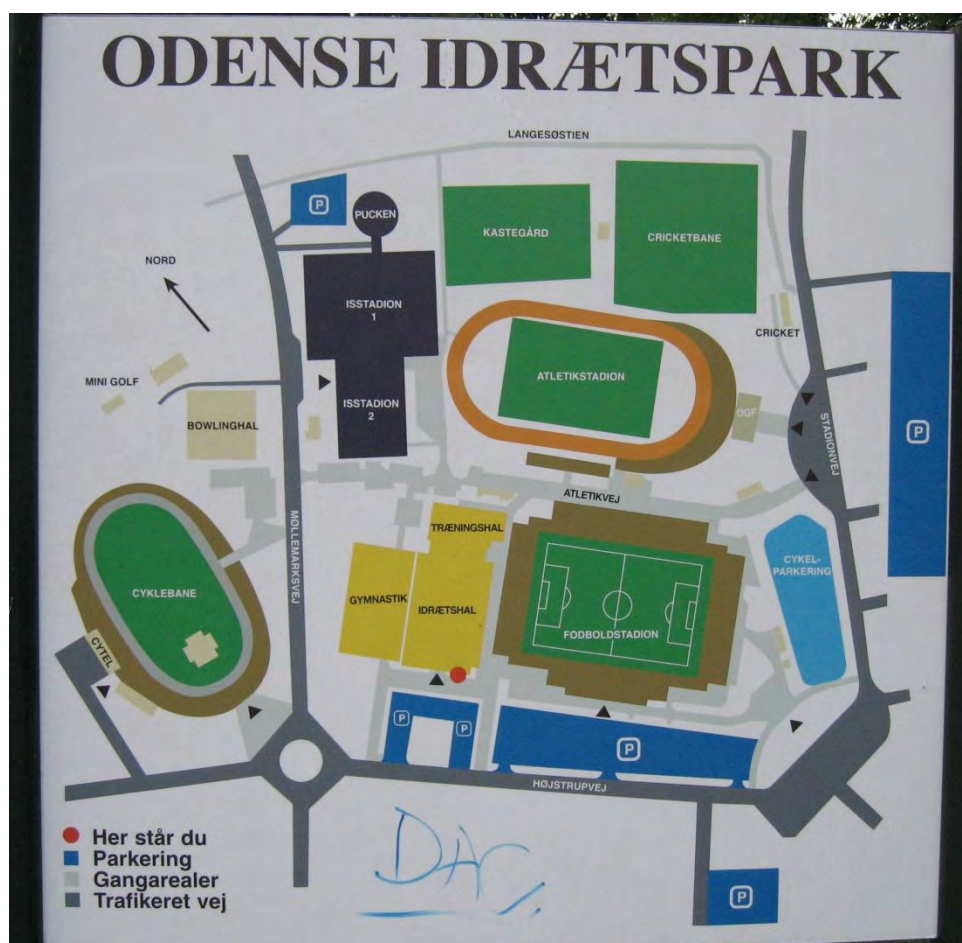 ODENSE IDRÆTSPARK
LANGESØSTIEN
P
PUCKEN
KASTEGÅRD
CRICKETBANE
NORD
ISSTADION
1
CRICKET
MINI GOLF
ATLETIKSTADION
ISSTADION
2
OGF
BOWLINGHAL
STADIONVEJ
P
ATLETIKVEJ
MØLLEMARKSVEJ
TRÆNINGSHAL
CYKEL-
PARKERING
CYKLEBANE
GYMNASTIK
IDRÆTSHAL
FODBOLDSTADION
CYTEL
P
P
P
HØJSTRUPVEJ
Her står du
Parkering
Gangarealer
Trafikeret vej
P